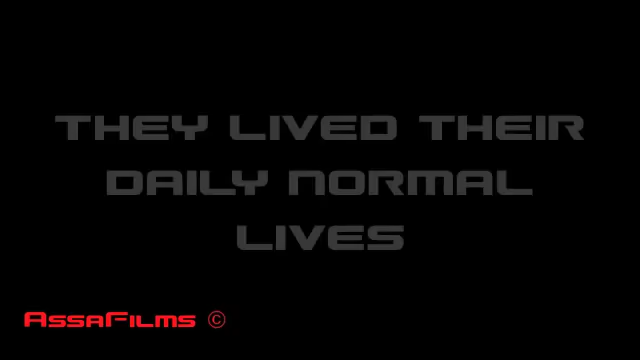 THEY LIVED THEIR
DAILY NORMAL
LIVES
ASSAFILMS ©